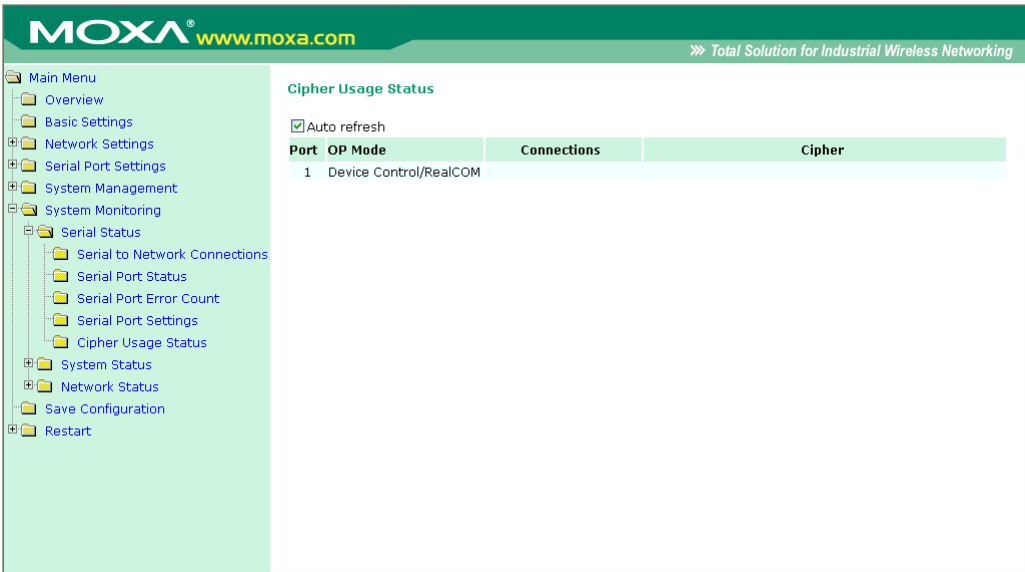 MOXA® www.moxa.com
Total Solution for Industrial Wireless Networking
Main Menu
Overview
Basic Settings
Network Settings
Serial Port Settings
System Management
System Monitoring
Serial Status
Serial to Network Connections
Serial Port Status
Serial Port Error Count
Serial Port Settings
Cipher Usage Status
System Status
Network Status
Save Configuration
Restart
Cipher Usage Status
Auto refresh
Port OP Mode Connections Cipher
1 Device Control/RealCOM